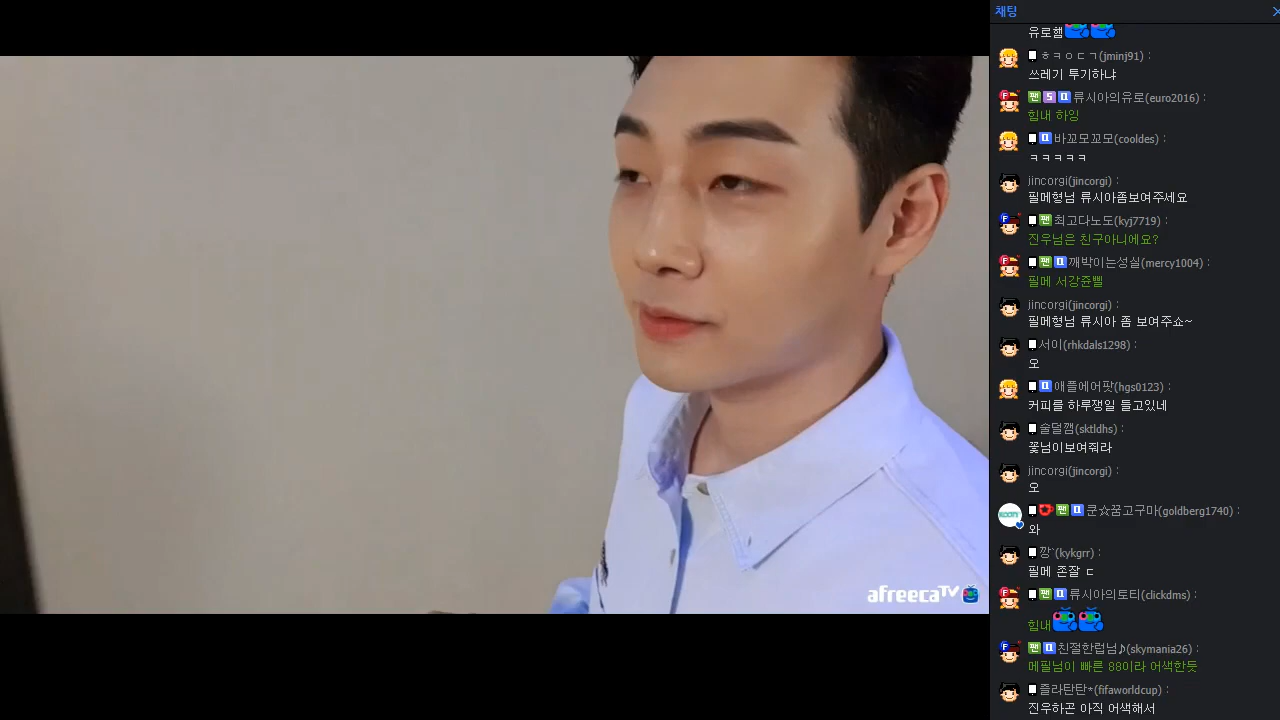 채팅
유로헬
ㅎㅋㅇㄷㄱ(jminj91) :
쓰레기 투기하냐
팬 S 류시아의유로(euro2016) :
힘내 하잉
바꼬모꼬모(cooldes) :
ㅋㅋㅋㅋㅋ
jincorgi(jincorgi) :
필메형님 류시아좀보여주세요
팬 최고다노도(kyj7719) :
진우님은 친구아니에요?
팬 깨박이는성실(mercy1004) :
필메 서강쥰삘
jincorgi(jincorgi) :
필메형님 류시아 좀 보여주쇼~
서이(rhkdals1298) :
오
애플에어팟(hgs0123) :
커피를 하루쟁일 들고있네
술덜깸(sktldhs) :
꽃님이보여줘라
jincorgi(jincorgi) :
오
팬 쿤☆꿈고구마(goldberg1740) :
와
깡`(kykgrr) :
필메 존잘 ㄷ
팬 류시아의토티(clickdms) :
힘내
팬 친절한럽님♪(skymania26) :
메필님이 빠른 88이라 어색한듯
즐라탄탄*(fifaworldcup) :
진우하곤 아직 어색해서
afreecaTV